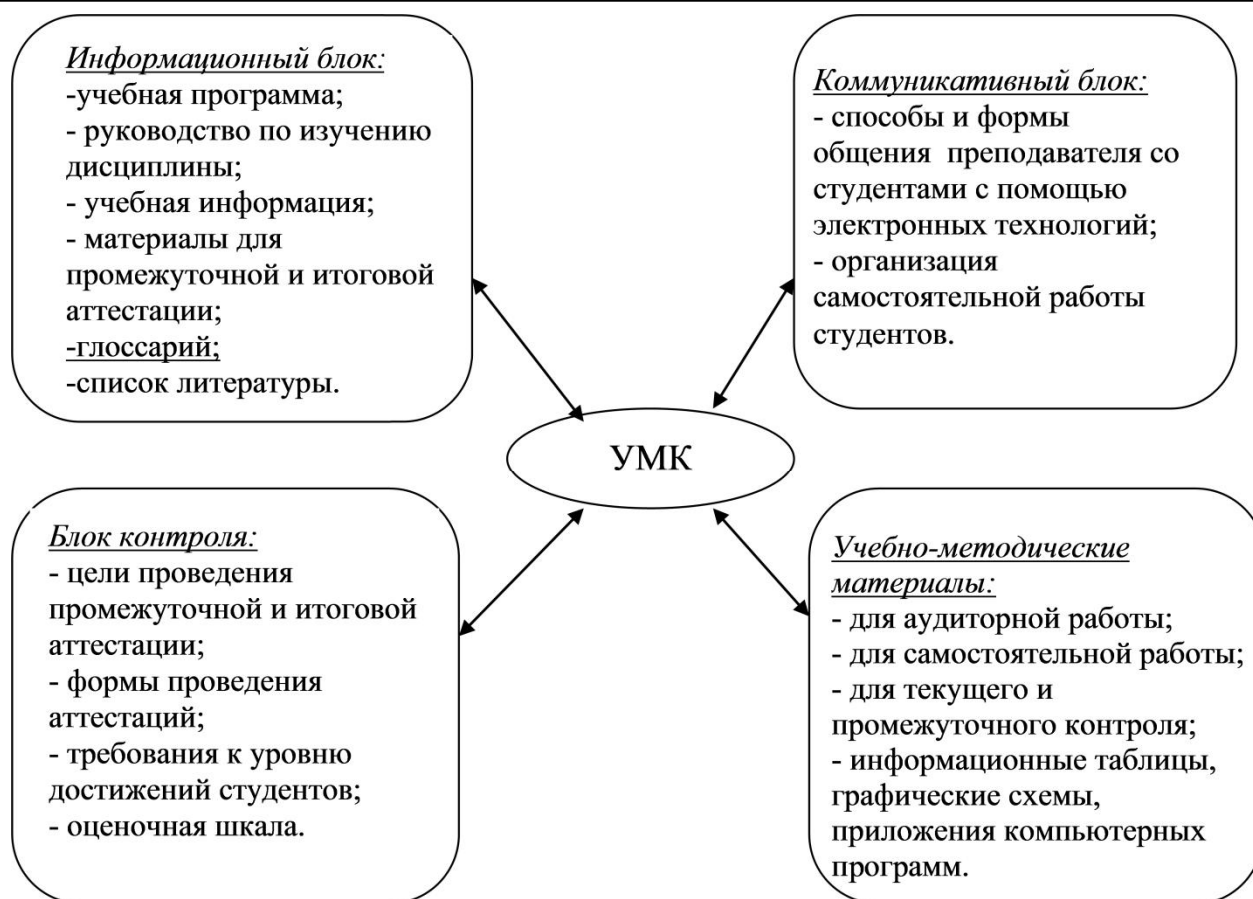 Информационный блок:
-учебная программа;
- руководство по изучению
дисциплины;
- учебная информация;
- материалы для
промежуточной и итоговой
аттестации;
-глоссарий;
-список литературы.
Коммуникативный блок:
- способы и формы
общения преподавателя со
студентами с помощью
электронных технологий;
- организация
самостоятельной работы
студентов.
УМК
Блок контроля:
- цели проведения
промежуточной и итоговой
аттестации;
- формы проведения
аттестаций;
- требования к уровню
достижений студентов;
- оценочная шкала.
Учебно-методические
материалы:
- для аудиторной работы;
- для самостоятельной работы;
- для текущего и
промежуточного контроля;
- информационные таблицы,
графические схемы,
приложения компьютерных
программ.